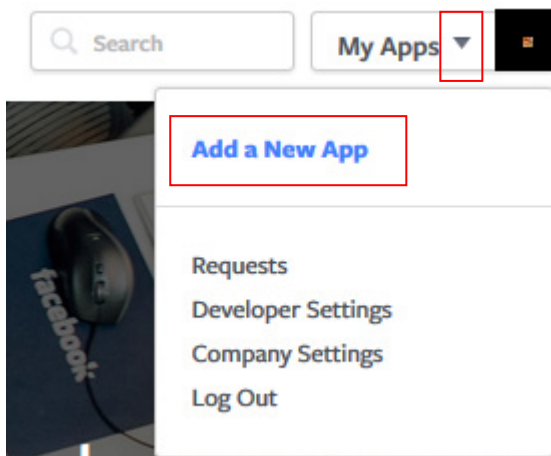 Search
My Apps
Add a New App
Requests
Developer Settings
Company Settings
Log Out
facebook